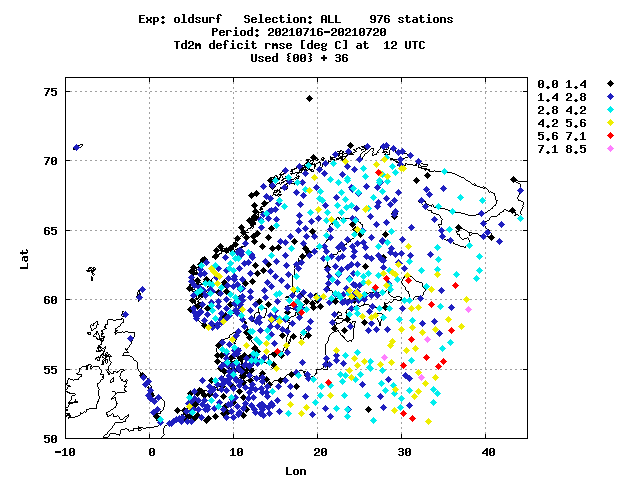 Exp: oldsurf   Selection: ALL    976 stations
Period: 20210716-20210720
Td2m deficit rmse [deg C] at  12 UTC
Used {00} + 36
0.0 1.4
1.4 2.8
2.8 4.2
4.2 5.6
5.6 7.1
7.1 8.5
75
70
65
60
55
50
Lat
-10 0 10 20 30 40
Lon